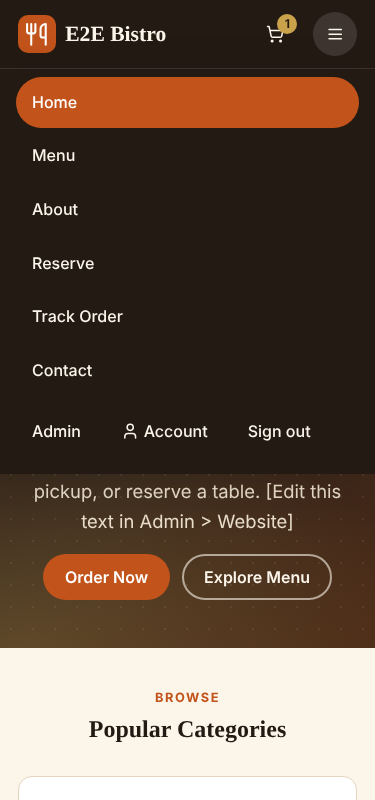 E2E Bistro
1
Home
Menu
About
Reserve
Track Order
Contact
Admin Account Sign out
pickup, or reserve a table. [Edit this
text in Admin > Website]
Order Now Explore Menu
BROWSE
Popular Categories